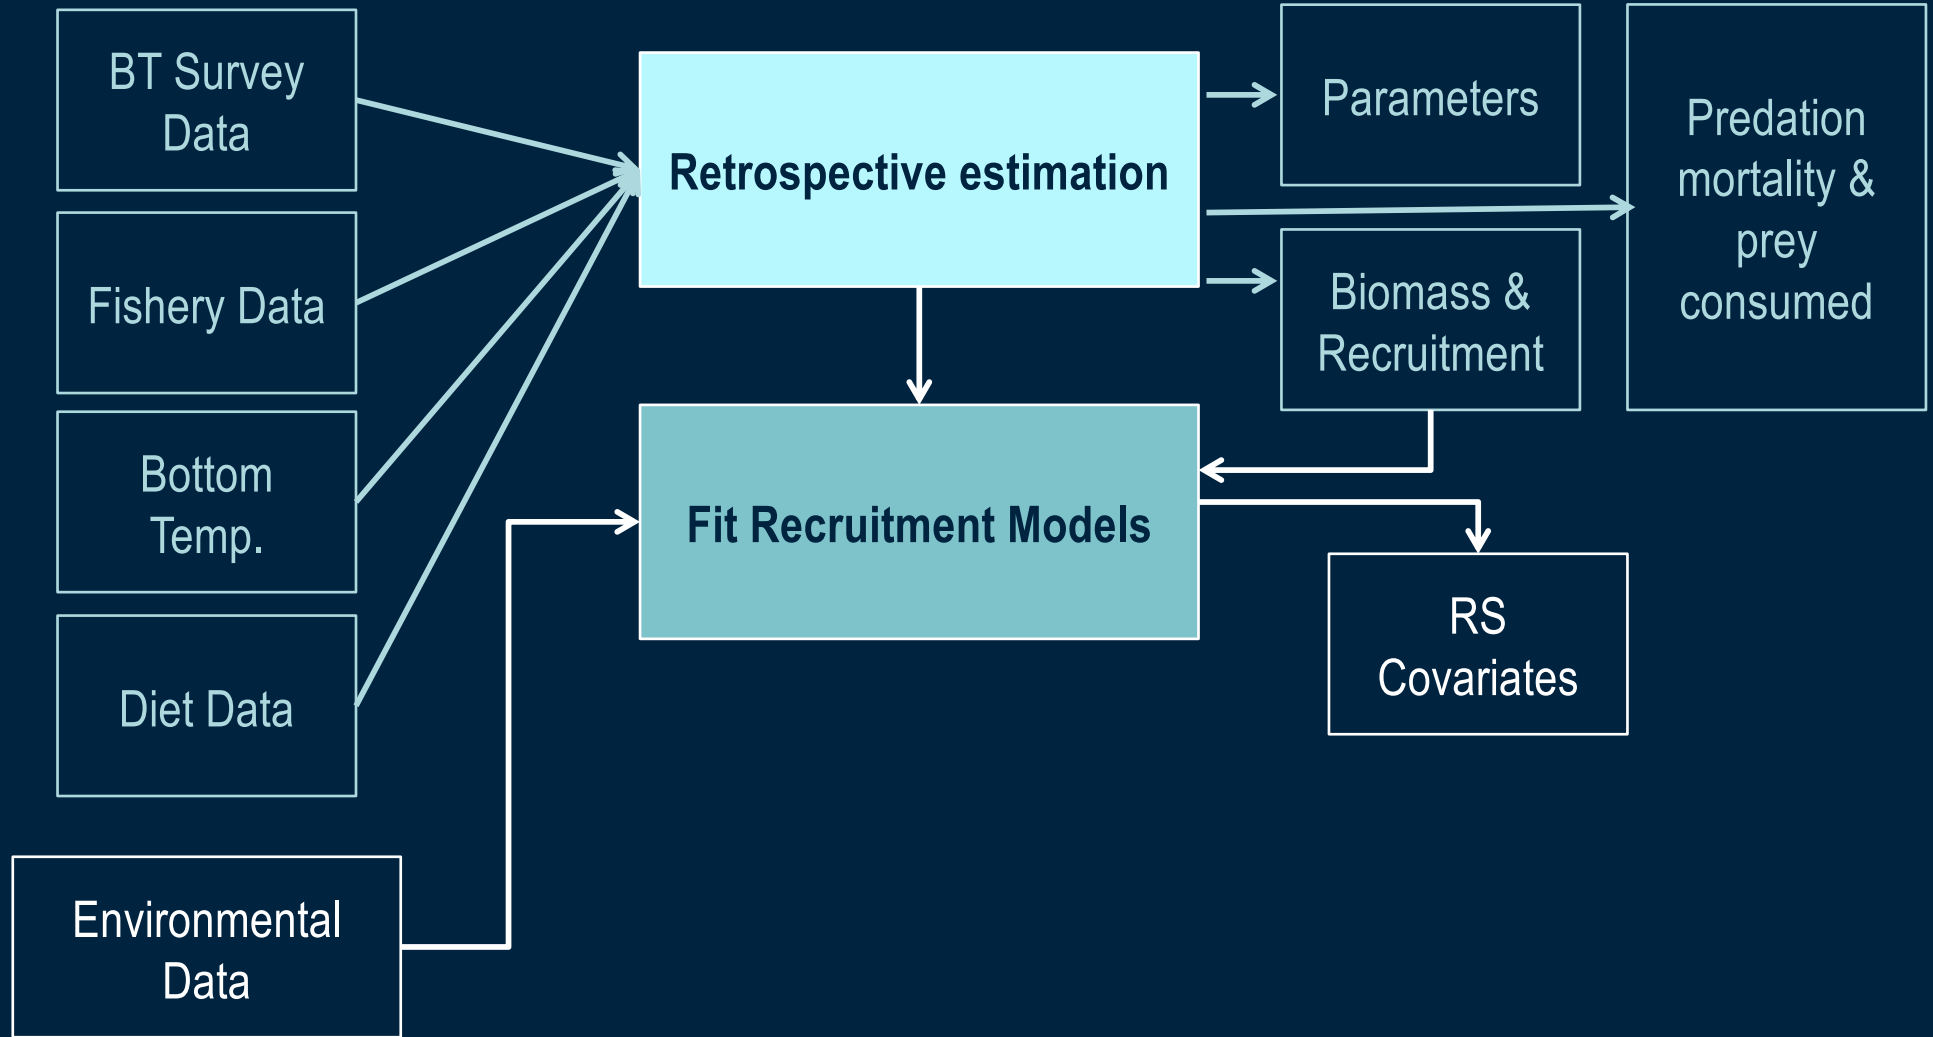 BT Survey
Data
Fishery Data
Bottom
Temp.
Diet Data
Environmental
Data
Retrospective estimation
Fit Recruitment Models
Parameters
Biomass &
Recruitment
Predation
mortality &
prey
consumed
RS
Covariates